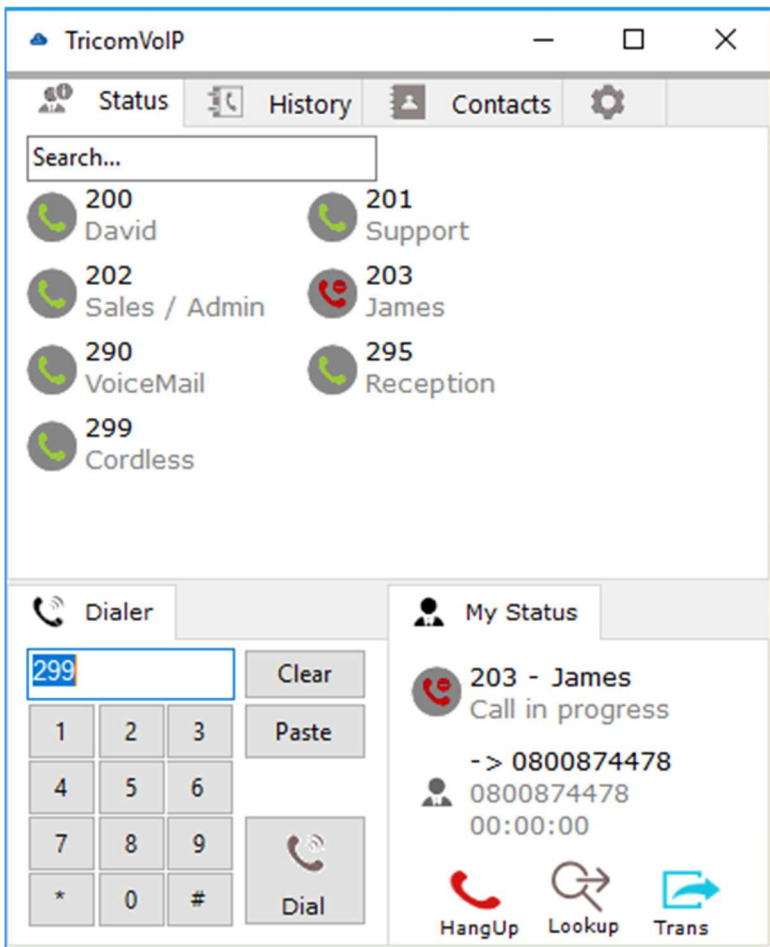 TricomVoIP
Status History Contacts
Search...
200 201
David Support
202 203
Sales / Admin James
290 295
VoiceMail Reception
299
Cordless
Dialer
299 Clear
1 2 3 Paste
4 5 6
7 8 9
* 0 # Dial
My Status
203 - James
Call in progress
-> 0800874478
0800874478
00:00:00
HangUp Lookup Trans